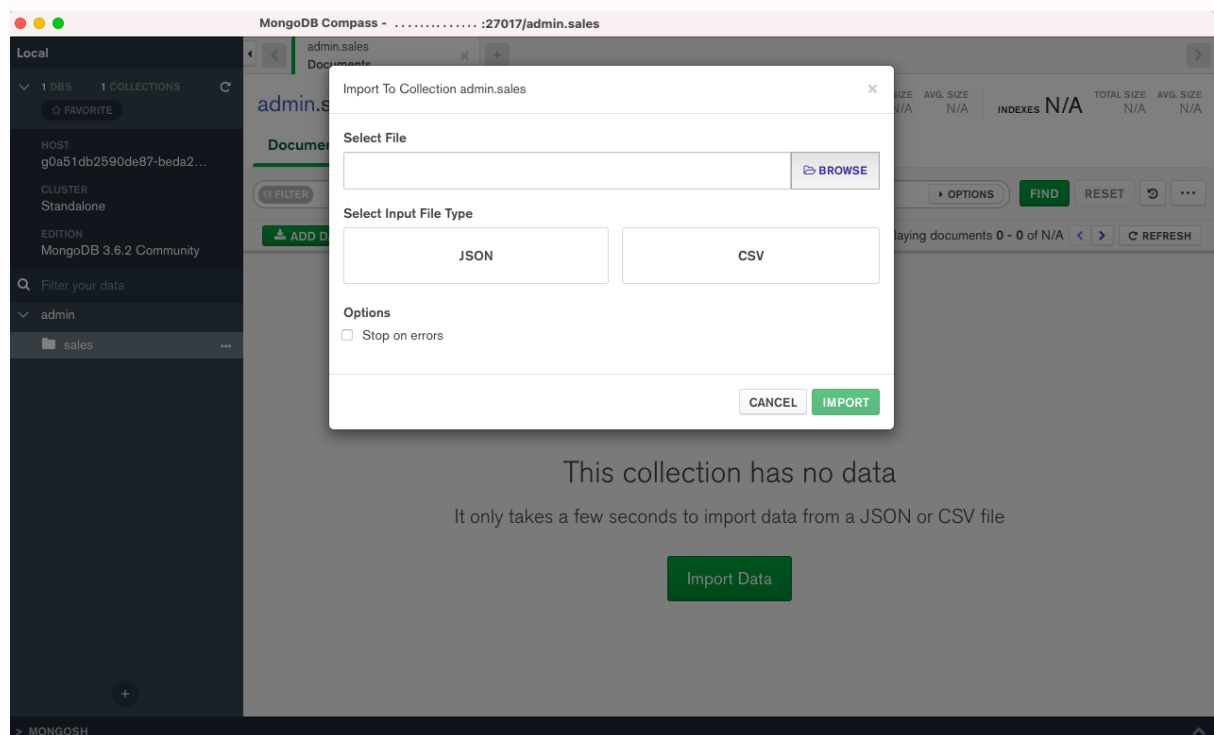 MongoDB Compass - .............. :27017/admin.sales
Local
1 DBS 1 COLLECTIONS
☆ FAVORITE
HOST
g0a51db2590de87-beda2...
CLUSTER
Standalone
EDITION
MongoDB 3.6.2 Community
Filter your data
admin
sales ...
> MONGOSH
admin.sales
Documents
admin.s
SIZE AVG. SIZE
N/A N/A
INDEXES N/A
TOTAL SIZE AVG. SIZE
N/A N/A
Documen
FILTER
OPTIONS FIND RESET ...
ADD D
laying documents 0 - 0 of N/A < > REFRESH
Import To Collection admin.sales ×
Select File
BROWSE
Select Input File Type
JSON CSV
Options
Stop on errors
CANCEL IMPORT
This collection has no data
It only takes a few seconds to import data from a JSON or CSV file
Import Data